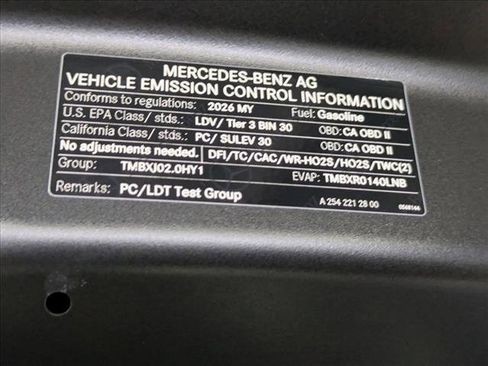 MERCEDES-BENZ AG
VEHICLE EMISSION CONTROL INFORMATION
Conforms to regulations: 2026 MY Fuel: Gasoline
U.S. EPA Class/ stds.: LDV/ Tier 3 BIN 30 OBD: CA OBD II
California Class/ stds.: PC/ SULEV 30 OBD: CA OBD II
No adjustments needed. DFI/TC/CAC/WR-HO2S/HO2S/TWC(2)
Group: TMBXJ02.0HY1 EVAP: TMBXR0140LNB
Remarks: PC/LDT Test Group A 254 221 28 00